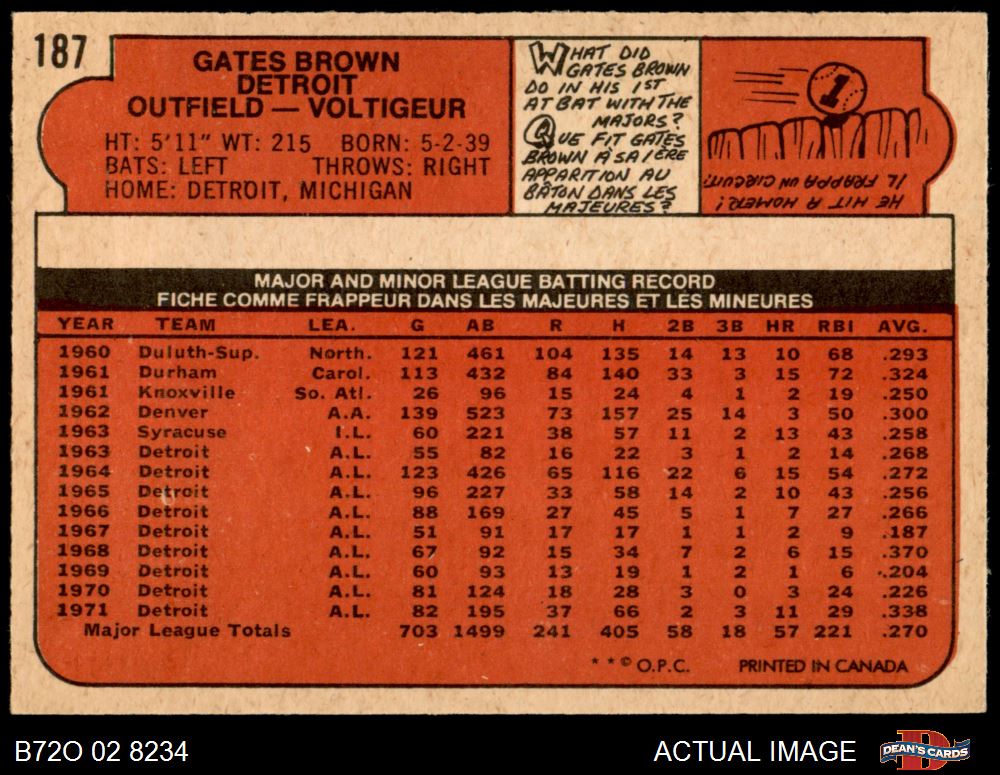 187
GATES BROWN
DETROIT
OUTFIELD — VOLTIGEUR
HT: 5'11" WT: 215 BORN: 5-2-39
BATS: LEFT THROWS: RIGHT
HOME: DETROIT, MICHIGAN
WHAT DID
GATES BROWN
DO IN HIS 1ST
AT BAT WITH THE
MAJORS?
QUE FIT GATES
BROWN À SA 1ÈRE
APPARITION AU
BÂTON DANS LES
MAJEURES?
1
HE HIT A HOMER!
IL FRAPPA UN CIRCUIT!
MAJOR AND MINOR LEAGUE BATTING RECORD
FICHE COMME FRAPPEUR DANS LES MAJEURES ET LES MINEURES
YEAR TEAM LEA. G AB R H 2B 3B HR RBI AVG.
1960 Duluth-Sup. North. 121 461 104 135 14 13 10 68 .293
1961 Durham Carol. 113 432 84 140 33 3 15 72 .324
1961 Knoxville So. Atl. 26 96 15 24 4 1 2 19 .250
1962 Denver A.A. 139 523 73 157 25 14 3 50 .300
1963 Syracuse I.L. 60 221 38 57 11 2 13 43 .258
1963 Detroit A.L. 55 82 16 22 3 1 2 14 .268
1964 Detroit A.L. 123 426 65 116 22 6 15 54 .272
1965 Detroit A.L. 96 227 33 58 14 2 10 43 .256
1966 Detroit A.L. 88 169 27 45 5 1 7 27 .266
1967 Detroit A.L. 51 91 17 17 1 1 2 9 .187
1968 Detroit A.L. 67 92 15 34 7 2 6 15 .370
1969 Detroit A.L. 60 93 13 19 1 2 1 6 .204
1970 Detroit A.L. 81 124 18 28 3 0 3 24 .226
1971 Detroit A.L. 82 195 37 66 2 3 11 29 .338
Major League Totals 703 1499 241 405 58 18 57 221 .270
* * © O.P.C. PRINTED IN CANADA
B72O 02 8234
ACTUAL IMAGE
DEAN'S CARDS